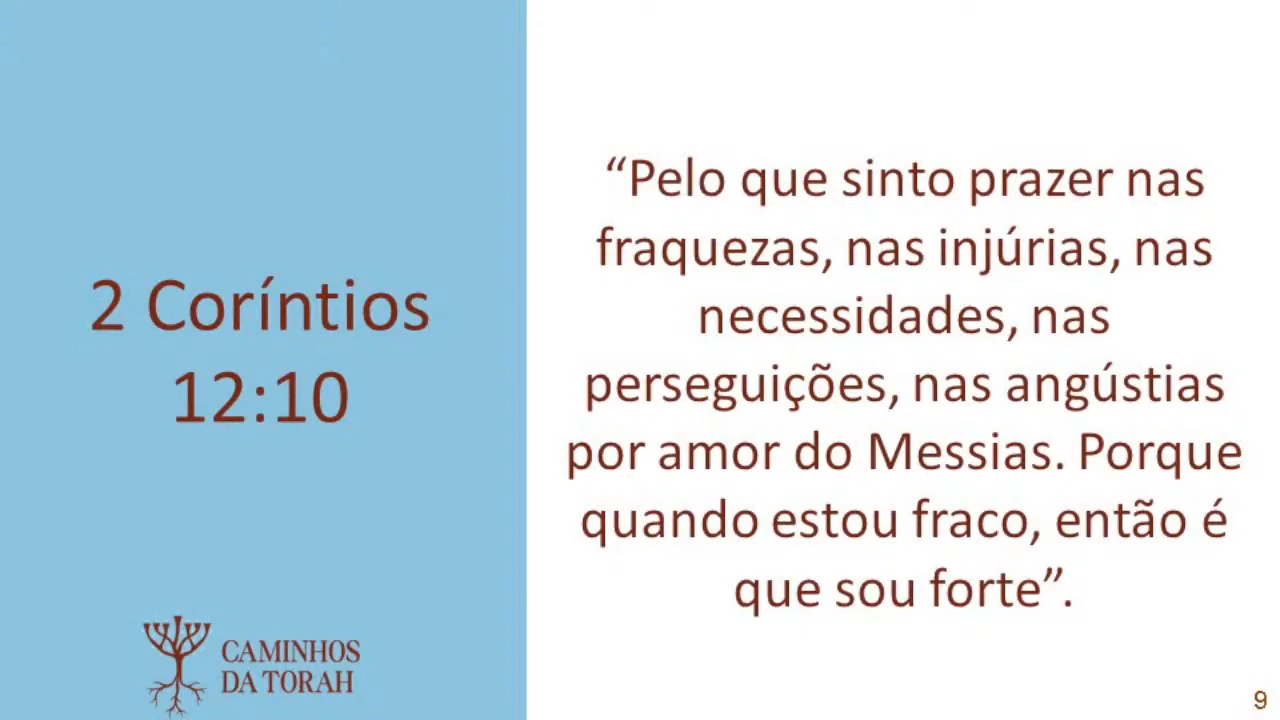 2 Coríntios
12:10
CAMINHOS
DA TORAH
“Pelo que sinto prazer nas
fraquezas, nas injúrias, nas
necessidades, nas
perseguições, nas angústias
por amor do Messias. Porque
quando estou fraco, então é
que sou forte”.
9